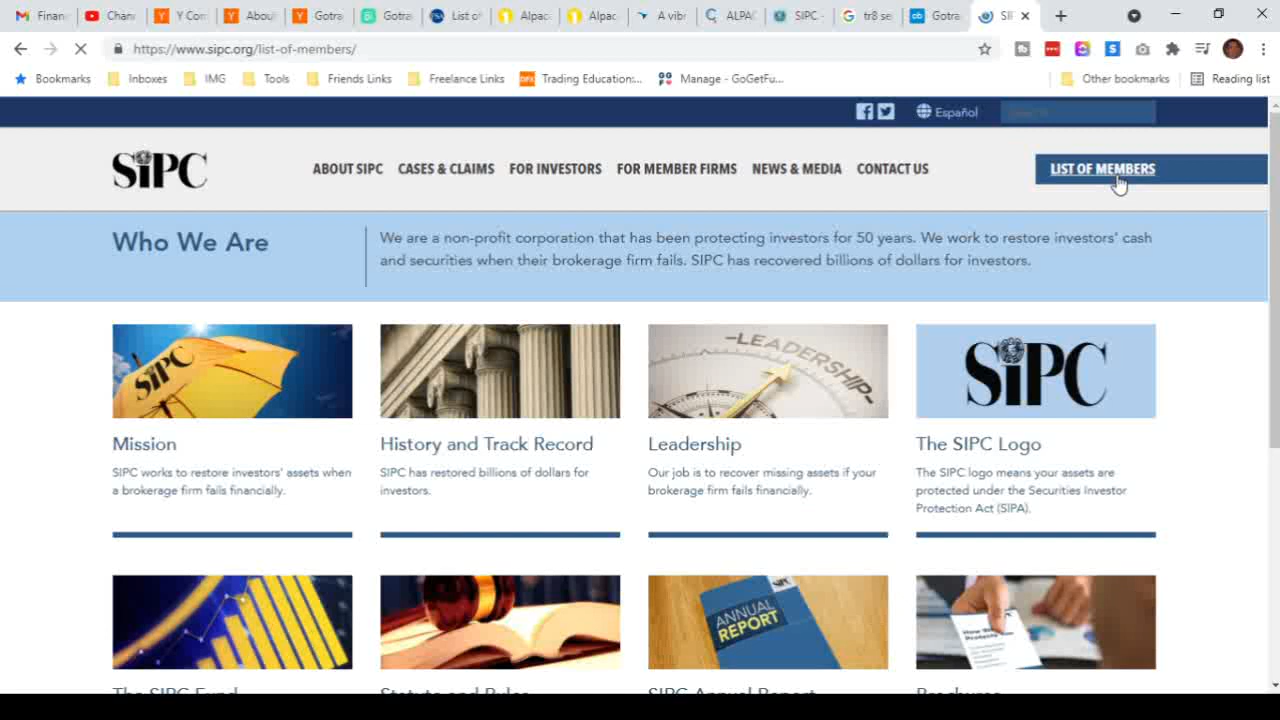 Finan
Chann
Y Com
About
Gotra
Gotra
List of
Alpac
Alpac
A vibr
ALPAC
SIPC -
tr8 se
Gotra
https://www.sipc.org/list-of-members/
Bookmarks
Inboxes
IMG
Tools
Friends Links
Freelance Links
Trading Education:...
Manage - GoGetFu...
Other bookmarks
Reading list
Español
SiPC
ABOUT SIPC
CASES & CLAIMS
FOR INVESTORS
FOR MEMBER FIRMS
NEWS & MEDIA
CONTACT US
LIST OF MEMBERS
Who We Are
We are a non-profit corporation that has been protecting investors for 50 years. We work to restore investors' cash
and securities when their brokerage firm fails. SIPC has recovered billions of dollars for investors.
SiPC
LEADERSHIP
SiPC
Mission
SIPC works to restore investors' assets when
a brokerage firm fails financially.
History and Track Record
SIPC has restored billions of dollars for
investors.
Leadership
Our job is to recover missing assets if your
brokerage firm fails financially.
The SIPC Logo
The SIPC logo means your assets are
protected under the Securities Investor
Protection Act (SIPA).
SIPC
ANNUAL
REPORT
The SIPC Fund
Statute and Rules
SIPC Annual Report
Brochures